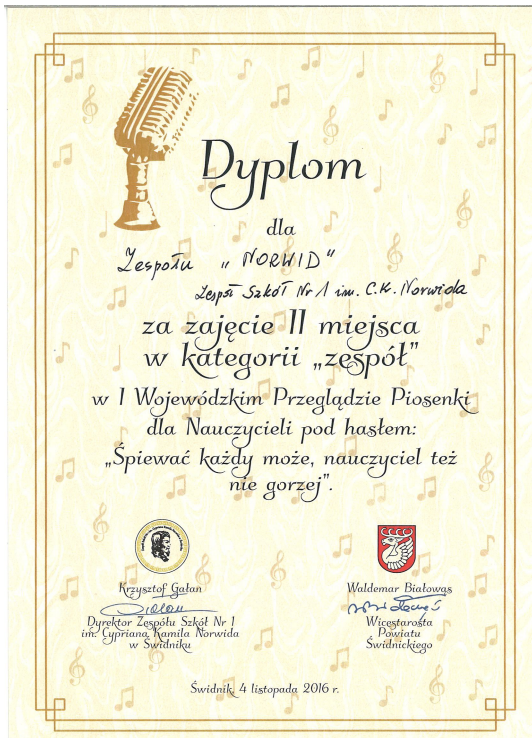 Dyplom
dla
Zespołu „NORWID”
Zespół Szkół Nr 1 im. C.K. Norwida
za zajęcie II miejsca
w kategorii „zespół”
w I Wojewódzkim Przeglądzie Piosenki
dla Nauczycieli pod hasłem:
„Śpiewać każdy może, nauczyciel też
nie gorzej”.
Krzysztof Gałan
Dyrektor Zespołu Szkół Nr 1
im. Cypriana Kamila Norwida
w Świdniku
Waldemar Białowąs
Wicestarosta
Powiatu
Świdnickiego
Świdnik, 4 listopada 2016 r.